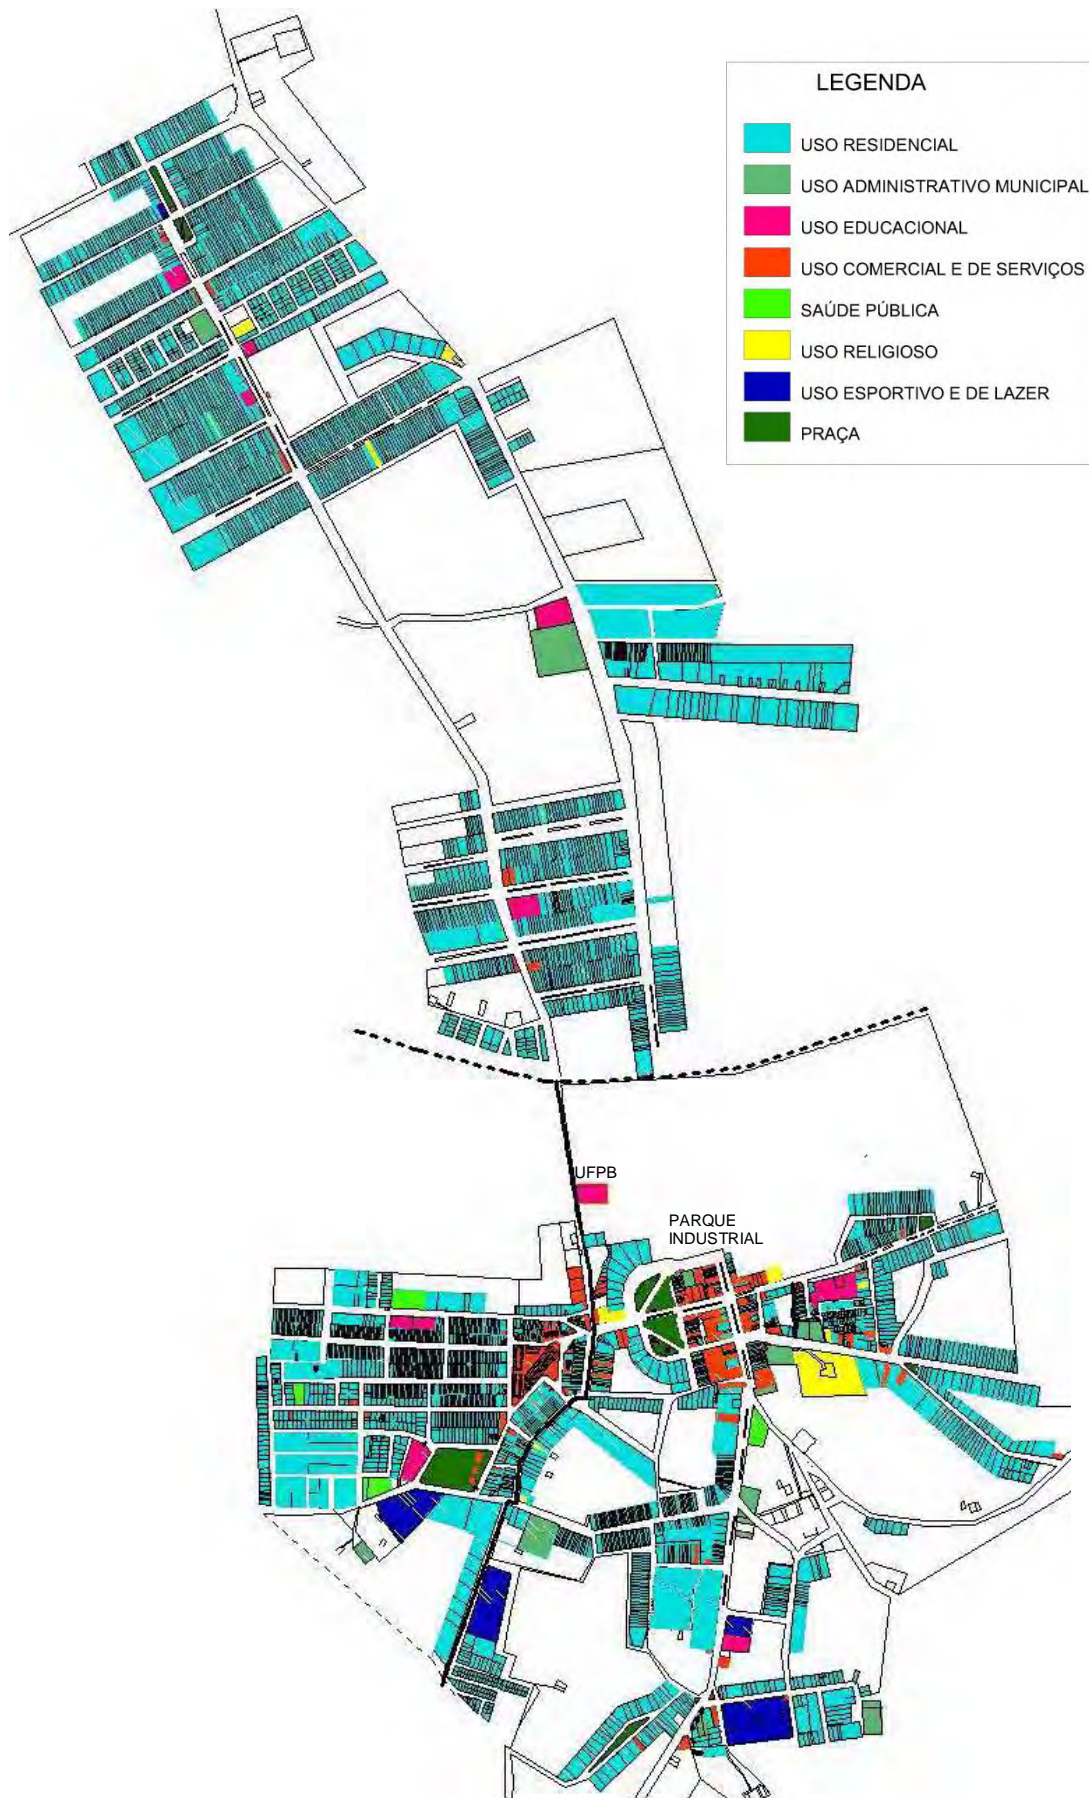 LEGENDA
USO RESIDENCIAL
USO ADMINISTRATIVO MUNICIPAL
USO EDUCACIONAL
USO COMERCIAL E DE SERVIÇOS
SAÚDE PÚBLICA
USO RELIGIOSO
USO ESPORTIVO E DE LAZER
PRAÇA
UFPB
PARQUE
INDUSTRIAL